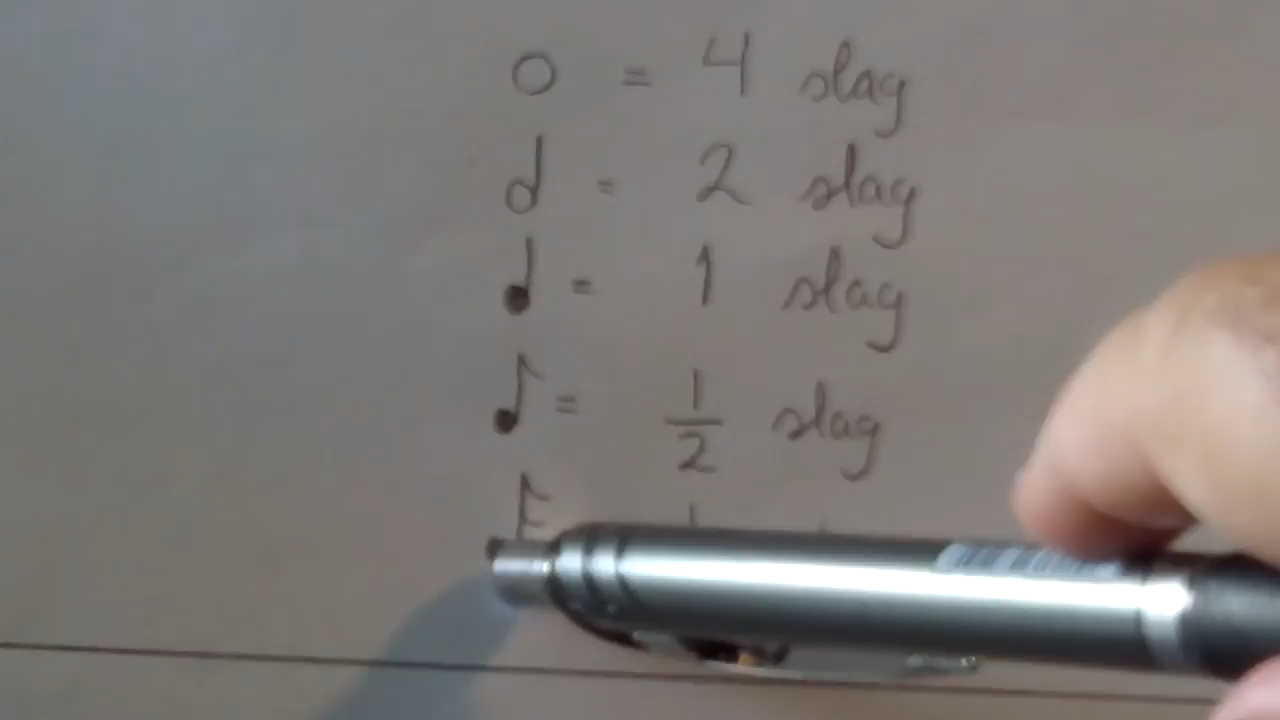 𝅝 = 4 slag
𝅗𝅥 = 2 slag
♩ = 1 slag
♪ = 1/2 slag